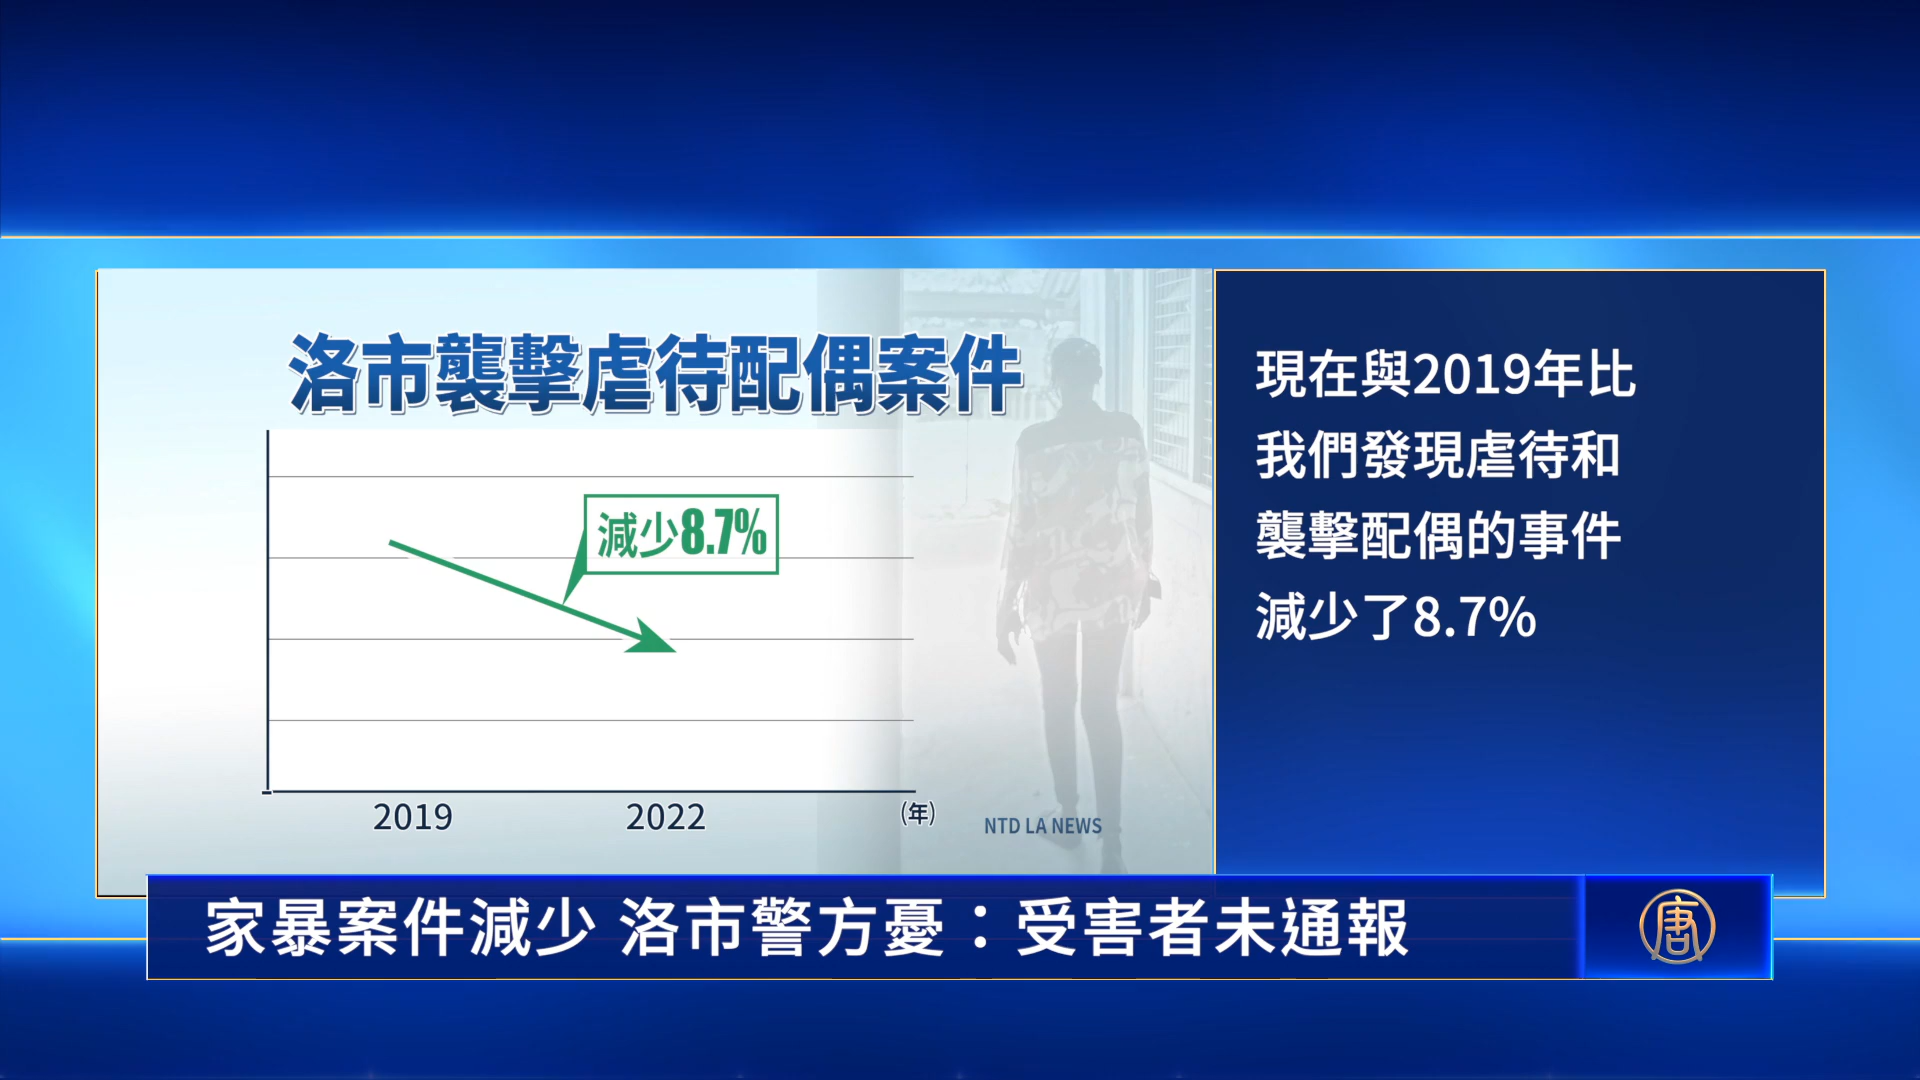 洛市襲擊虐待配偶案件
減少8.7%
2019
2022
(年)
NTD LA NEWS
現在與2019年比
我們發現虐待和
襲擊配偶的事件
減少了8.7%
家暴案件減少 洛市警方憂：受害者未通報
唐